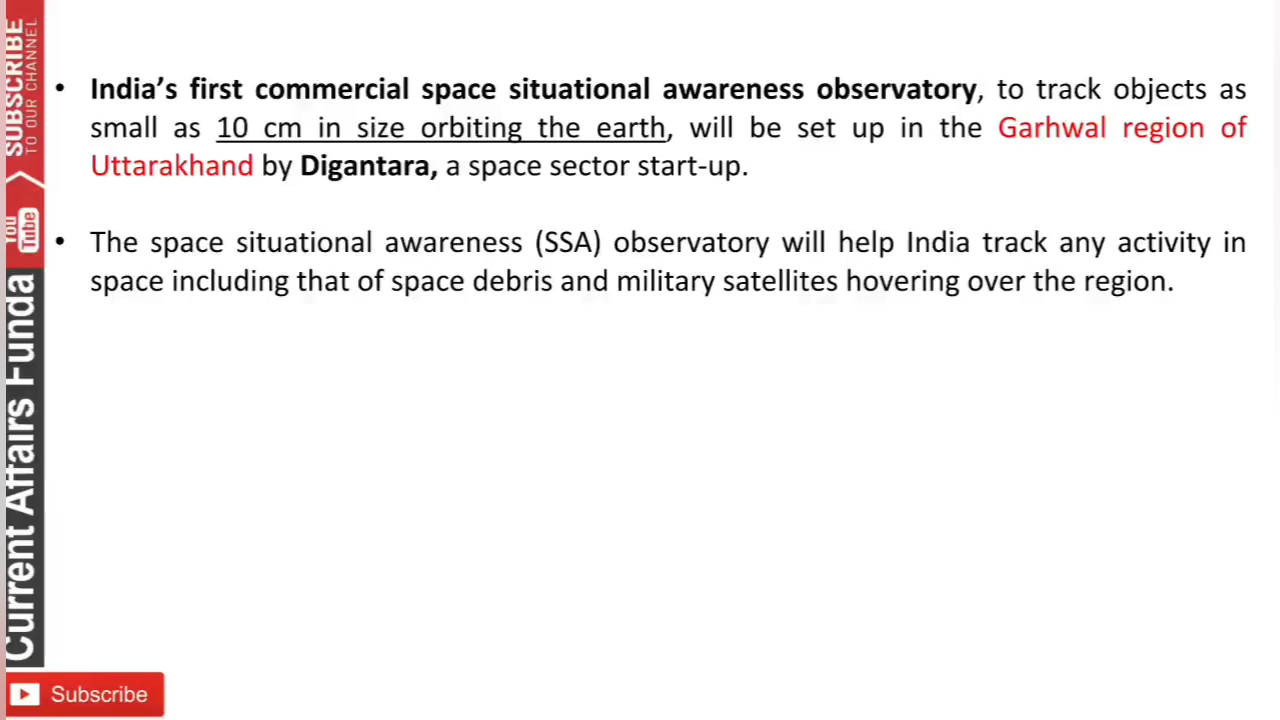 • India's first commercial space situational awareness observatory, to track objects as
small as 10 cm in size orbiting the earth, will be set up in the Garhwal region of
Uttarakhand by Digantara, a space sector start-up.
• The space situational awareness (SSA) observatory will help India track any activity in
space including that of space debris and military satellites hovering over the region.
SUBSCRIBE
TO OUR CHANNEL
You Tube
Current Affairs Funda
Subscribe